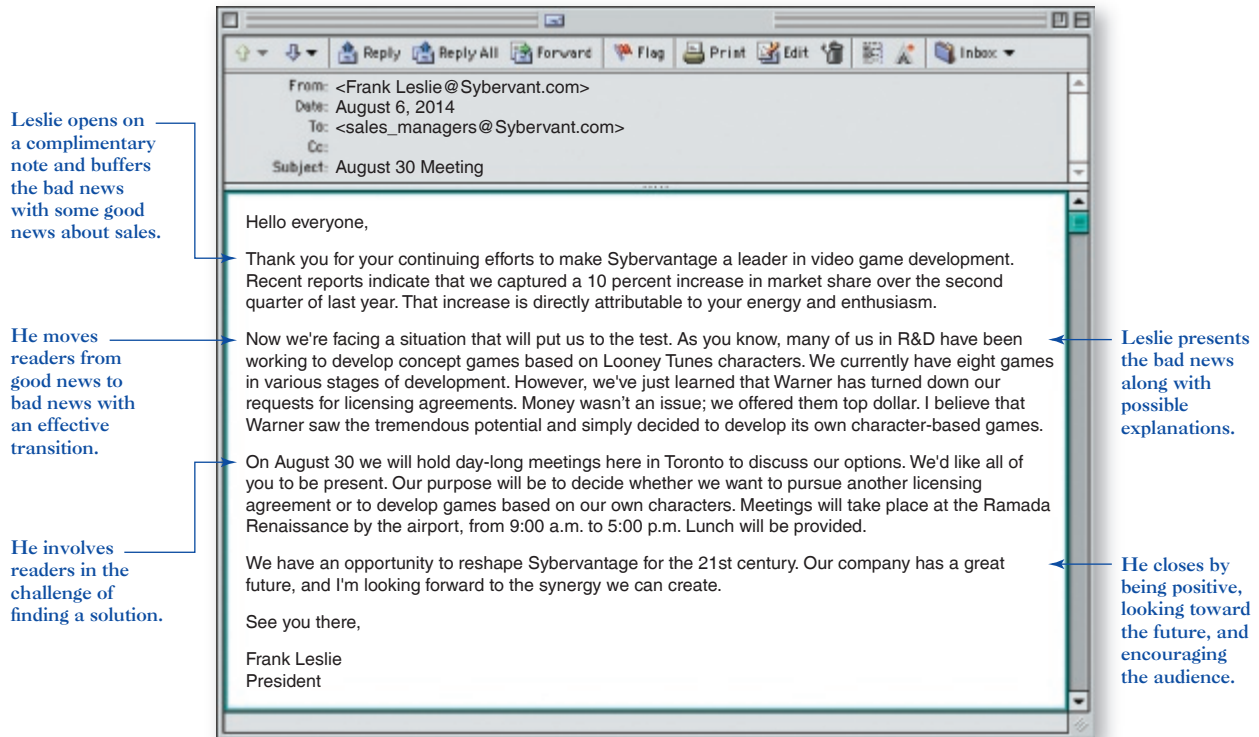 Reply
Reply All
Forward
Flag
Print
Edit
Inbox
From: <Frank Leslie@Sybervant.com>
Date: August 6, 2014
To: <sales_managers@Sybervant.com>
Cc:
Subject: August 30 Meeting
Leslie opens on
a complimentary
note and buffers
the bad news
with some good
news about sales.
Hello everyone,
Thank you for your continuing efforts to make Sybervantage a leader in video game development.
Recent reports indicate that we captured a 10 percent increase in market share over the second
quarter of last year. That increase is directly attributable to your energy and enthusiasm.
He moves
readers from
good news to
bad news with
an effective
transition.
Now we're facing a situation that will put us to the test. As you know, many of us in R&D have been
working to develop concept games based on Looney Tunes characters. We currently have eight games
in various stages of development. However, we've just learned that Warner has turned down our
requests for licensing agreements. Money wasn't an issue; we offered them top dollar. I believe that
Warner saw the tremendous potential and simply decided to develop its own character-based games.
Leslie presents
the bad news
along with
possible
explanations.
He involves
readers in the
challenge of
finding a solution.
On August 30 we will hold day-long meetings here in Toronto to discuss our options. We'd like all of
you to be present. Our purpose will be to decide whether we want to pursue another licensing
agreement or to develop games based on our own characters. Meetings will take place at the Ramada
Renaissance by the airport, from 9:00 a.m. to 5:00 p.m. Lunch will be provided.
We have an opportunity to reshape Sybervantage for the 21st century. Our company has a great
future, and I'm looking forward to the synergy we can create.
He closes by
being positive,
looking toward
the future, and
encouraging
the audience.
See you there,
Frank Leslie
President